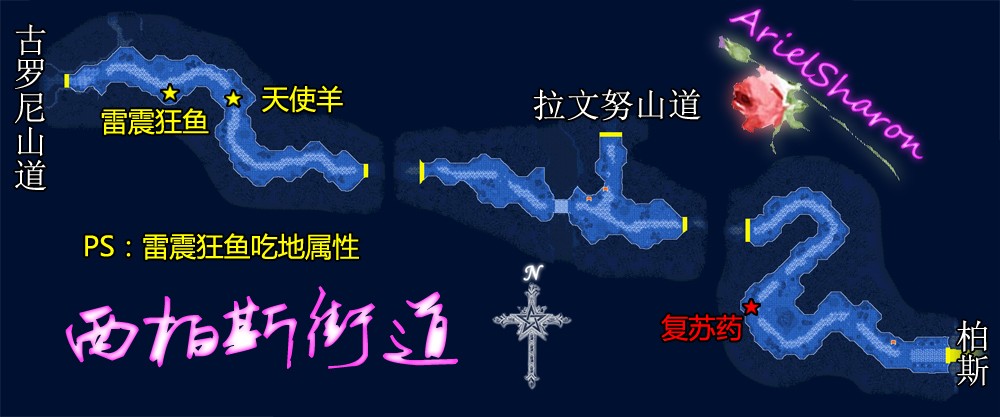 古罗尼山道
雷震狂鱼
天使羊
拉文努山道
ArielSharon
PS：雷震狂鱼吃地属性
西柏斯街道
N
复苏药
柏斯